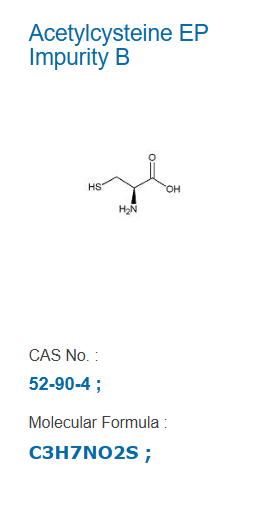 Acetylcysteine EP
Impurity B
O
HS
OH
H₂N
CAS No. :
52-90-4 ;
Molecular Formula :
C3H7NO2S ;